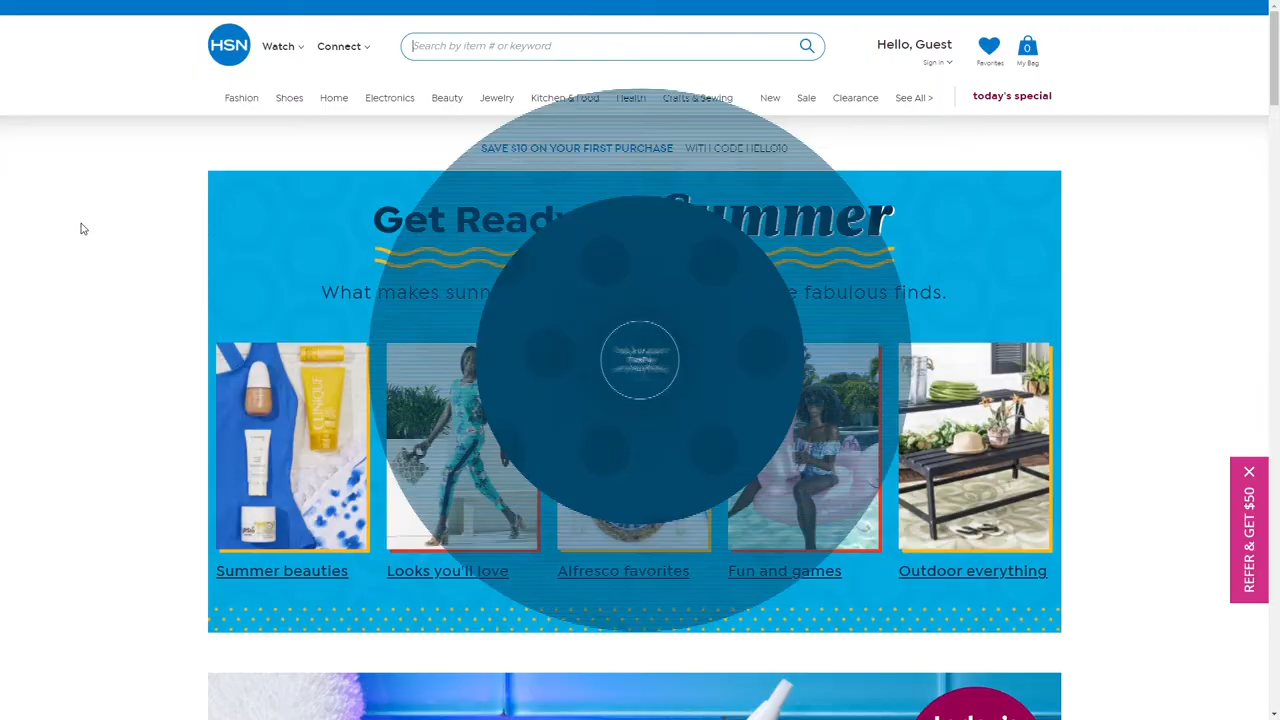 HSN
Watch
Connect
Search by item # or keyword
Hello, Guest
Sign In
Favorites
0
My Bag
Fashion
Shoes
Home
Electronics
Beauty
Jewelry
Kitchen & Food
Health
Crafts & Sewing
New
Sale
Clearance
See All >
today's special
SAVE $10 ON YOUR FIRST PURCHASE WITH CODE HELLO10
Get Ready Summer
What makes fabulous finds.
CLINIQUE
Summer beauties
Looks you'll love
Alfresco favorites
Fun and games
Outdoor everything
REFER & GET $50
today's